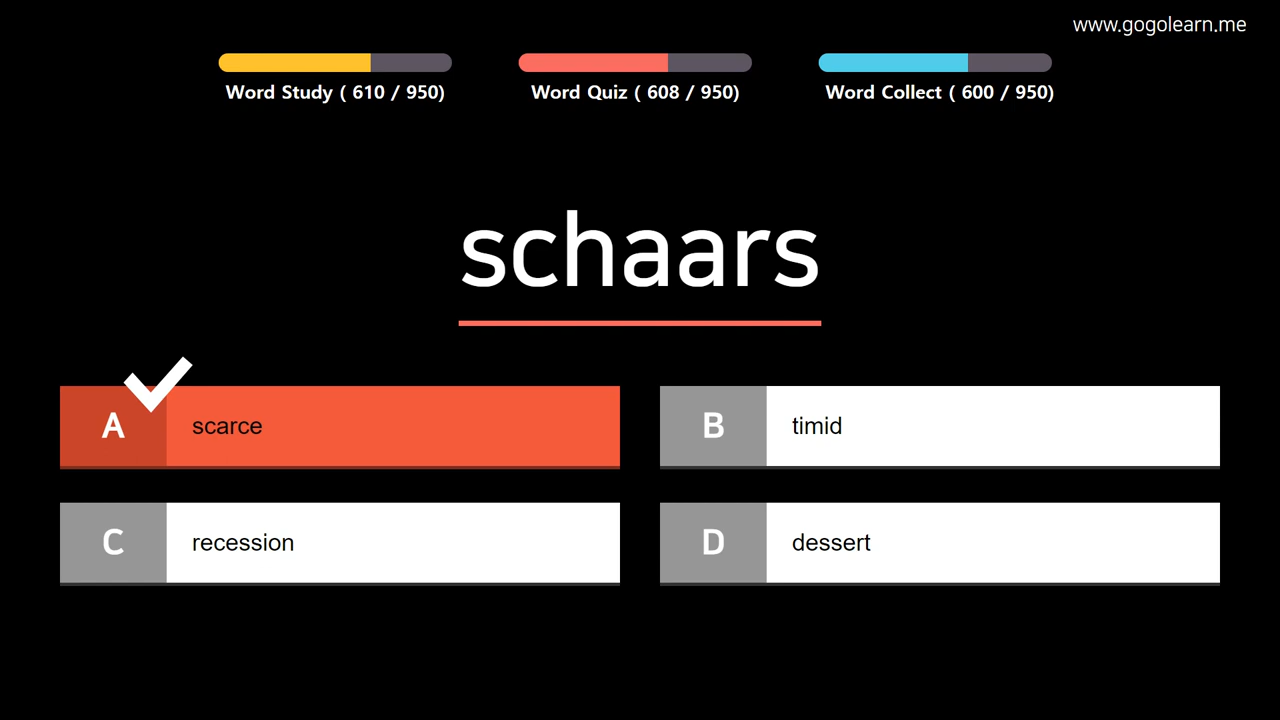 www.gogolearn.me
Word Study ( 610 / 950)
Word Quiz ( 608 / 950)
Word Collect ( 600 / 950)
schaars
A scarce
B timid
C recession
D dessert